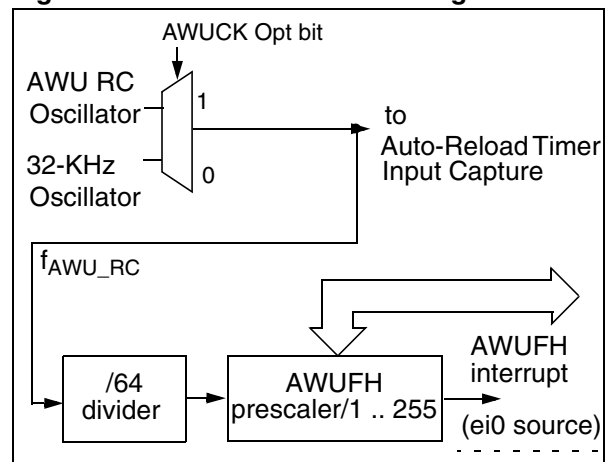 AWUCK Opt bit
AWU RC
Oscillator
1
to
Auto-Reload Timer
Input Capture
32-KHz
Oscillator
0
fAWU_RC
/64
divider
AWUFH
prescaler/1 .. 255
AWUFH
interrupt
(ei0 source)